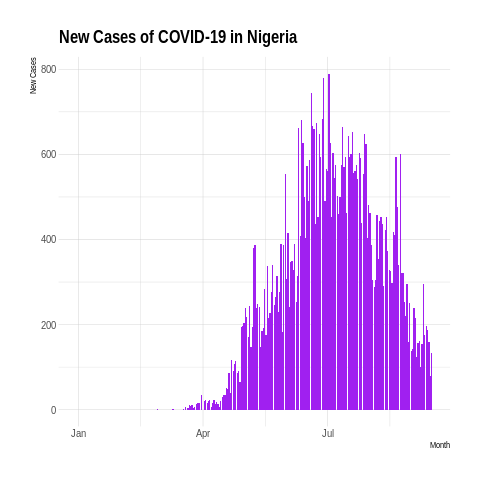 New Cases of COVID-19 in Nigeria
New Cases
800
600
400
200
0
Jan
Apr
Jul
Month